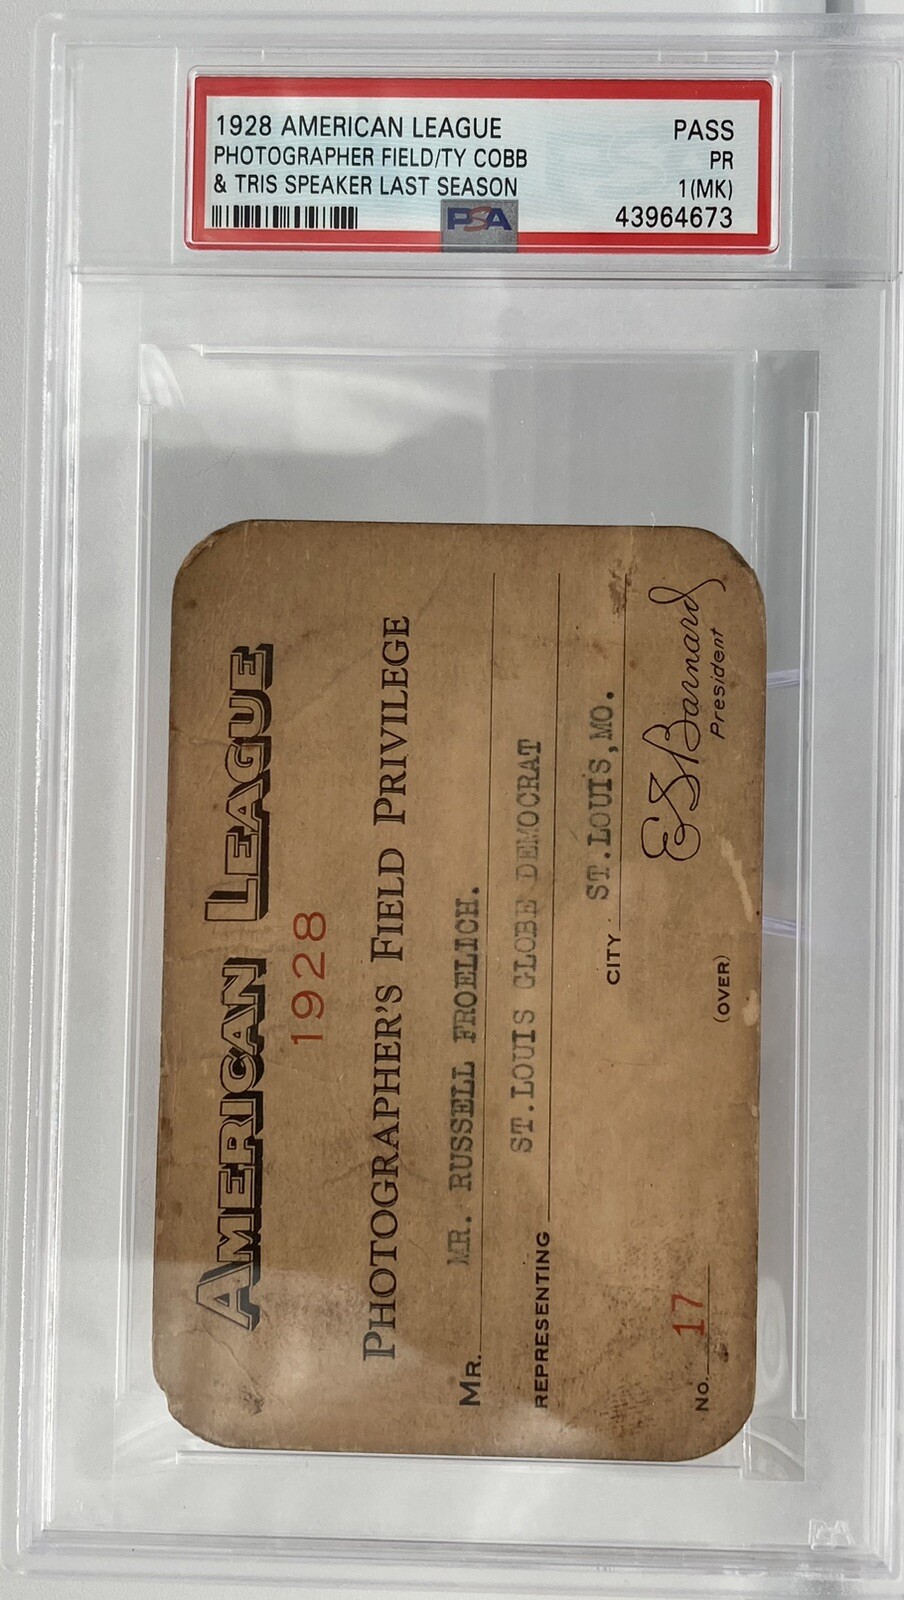 1928 AMERICAN LEAGUE PASS
PHOTOGRAPHER FIELD/TY COBB PR
& TRIS SPEAKER LAST SEASON 1(MK)
PSA 43964673
AMERICAN LEAGUE
1928
PHOTOGRAPHER'S FIELD PRIVILEGE
MR. MR. RUSSELL FROELICH.
REPRESENTING ST.LOUIS GLOBE DEMOCRAT
CITY ST.LOUIS,MO.
E S Barnard
NO. 17 (OVER) President